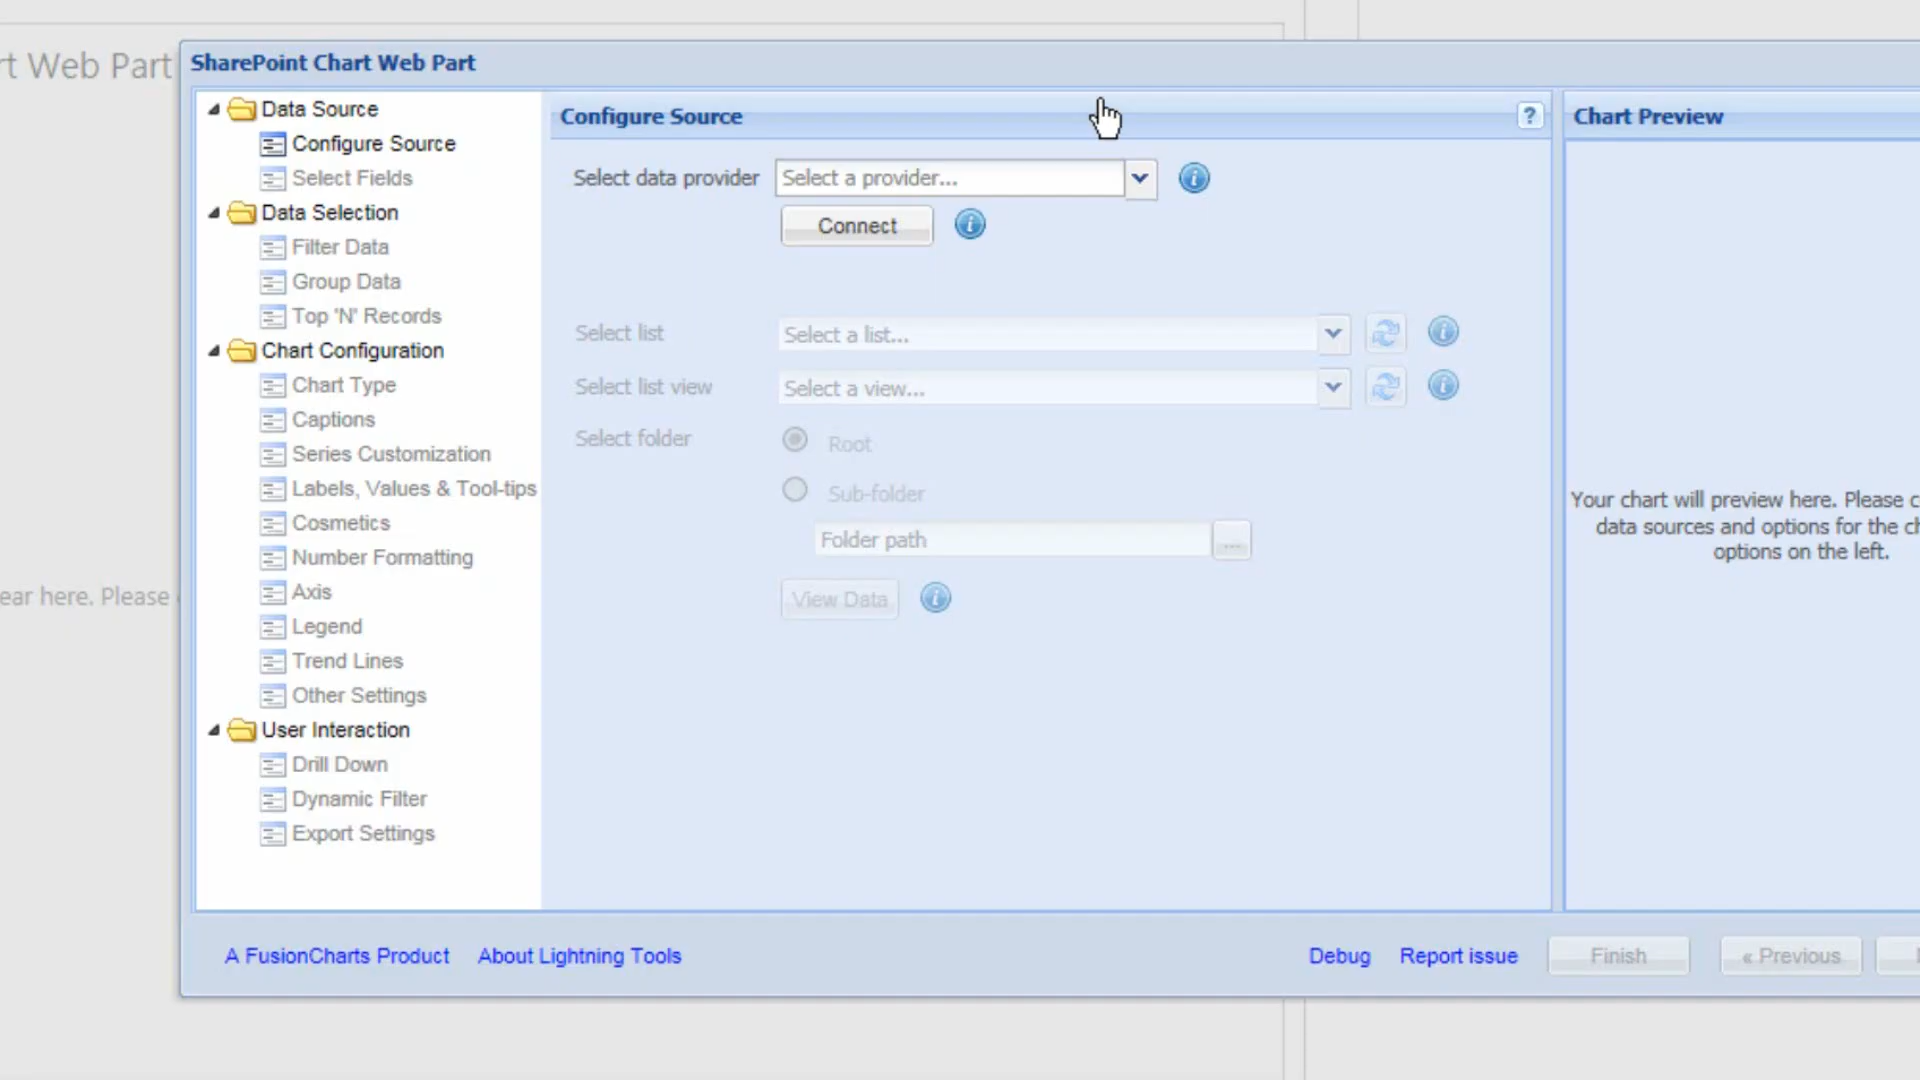 rt Web Part
SharePoint Chart Web Part
Data Source
Configure Source
Select Fields
Data Selection
Filter Data
Group Data
Top 'N' Records
Chart Configuration
Chart Type
Captions
Series Customization
Labels, Values & Tool-tips
Cosmetics
Number Formatting
Axis
Legend
Trend Lines
Other Settings
User Interaction
Drill Down
Dynamic Filter
Export Settings
Configure Source
?
Select data provider
Select a provider...
Connect
Select list
Select a list...
Select list view
Select a view...
Select folder
Root
Sub-folder
Folder path
...
View Data
Chart Preview
Your chart will preview here. Please c
data sources and options for the ch
options on the left.
ear here. Please
A FusionCharts Product
About Lightning Tools
Debug
Report issue
Finish
« Previous